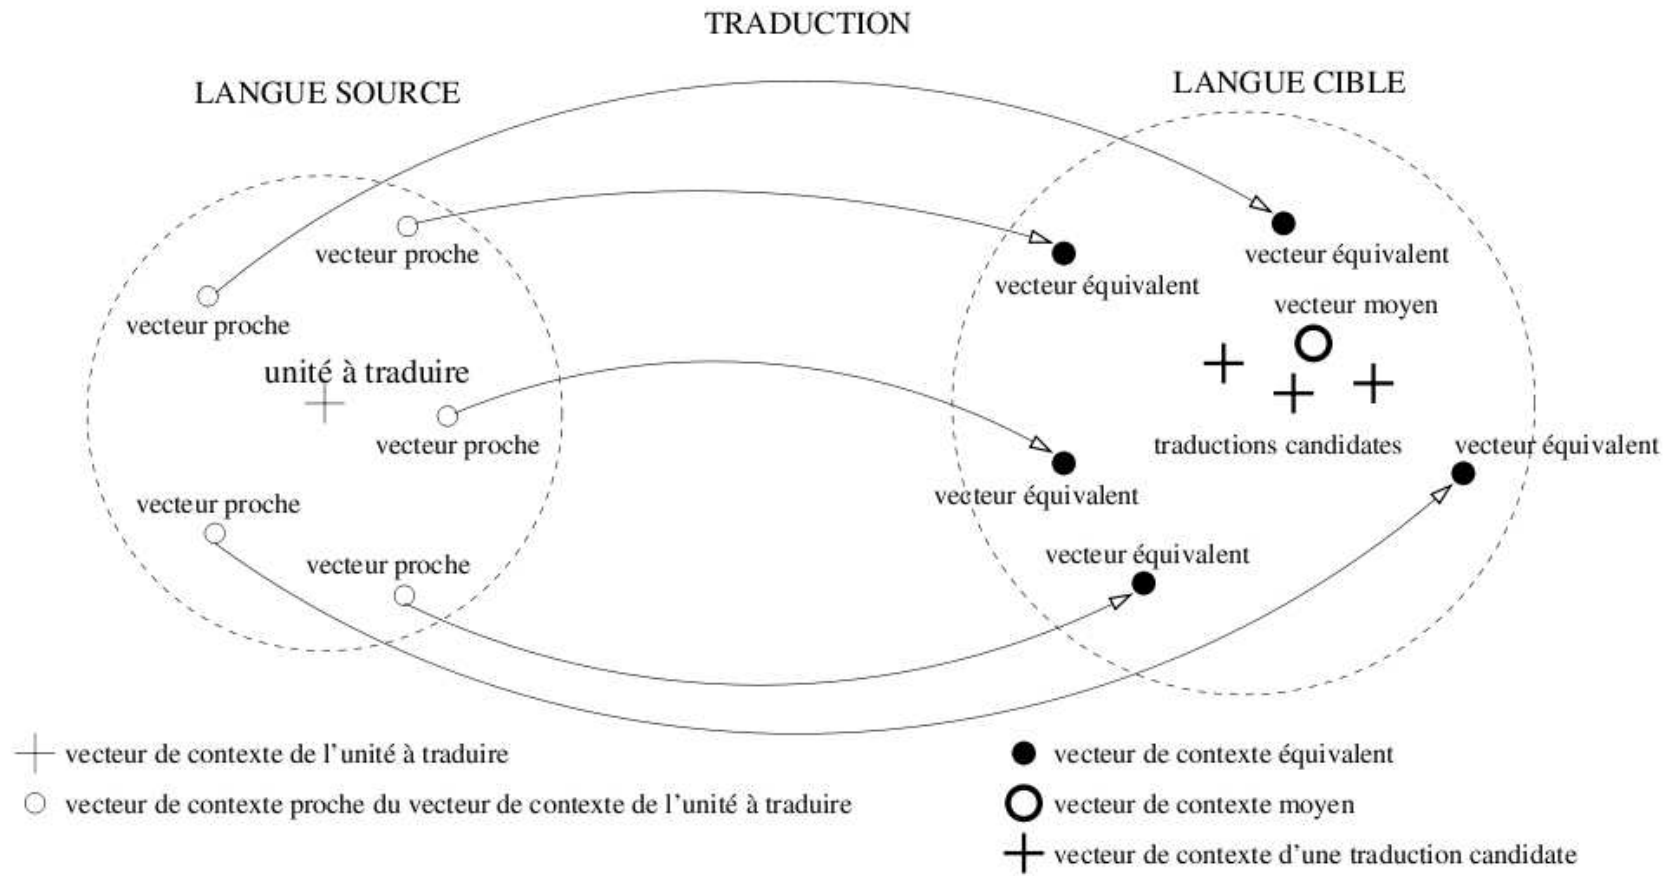 TRADUCTION
LANGUE SOURCE
LANGUE CIBLE
vecteur proche
vecteur équivalent
vecteur équivalent
vecteur moyen
vecteur proche
unité à traduire
vecteur proche
traductions candidates
vecteur équivalent
vecteur équivalent
vecteur proche
vecteur équivalent
vecteur proche
vecteur de contexte de l'unité à traduire
vecteur de contexte proche du vecteur de contexte de l'unité à traduire
vecteur de contexte équivalent
vecteur de contexte moyen
vecteur de contexte d'une traduction candidate